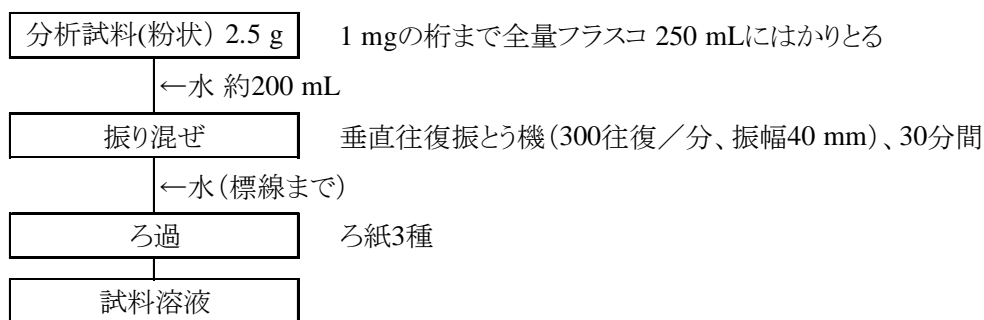 分析試料(粉状) 2.5 g 1 mgの桁まで全量フラスコ 250 mLにはかりとる
←水 約200 mL
振り混ぜ 垂直往復振とう機(300往復/分、振幅40 mm)、30分間
←水(標線まで)
ろ過 ろ紙3種
試料溶液